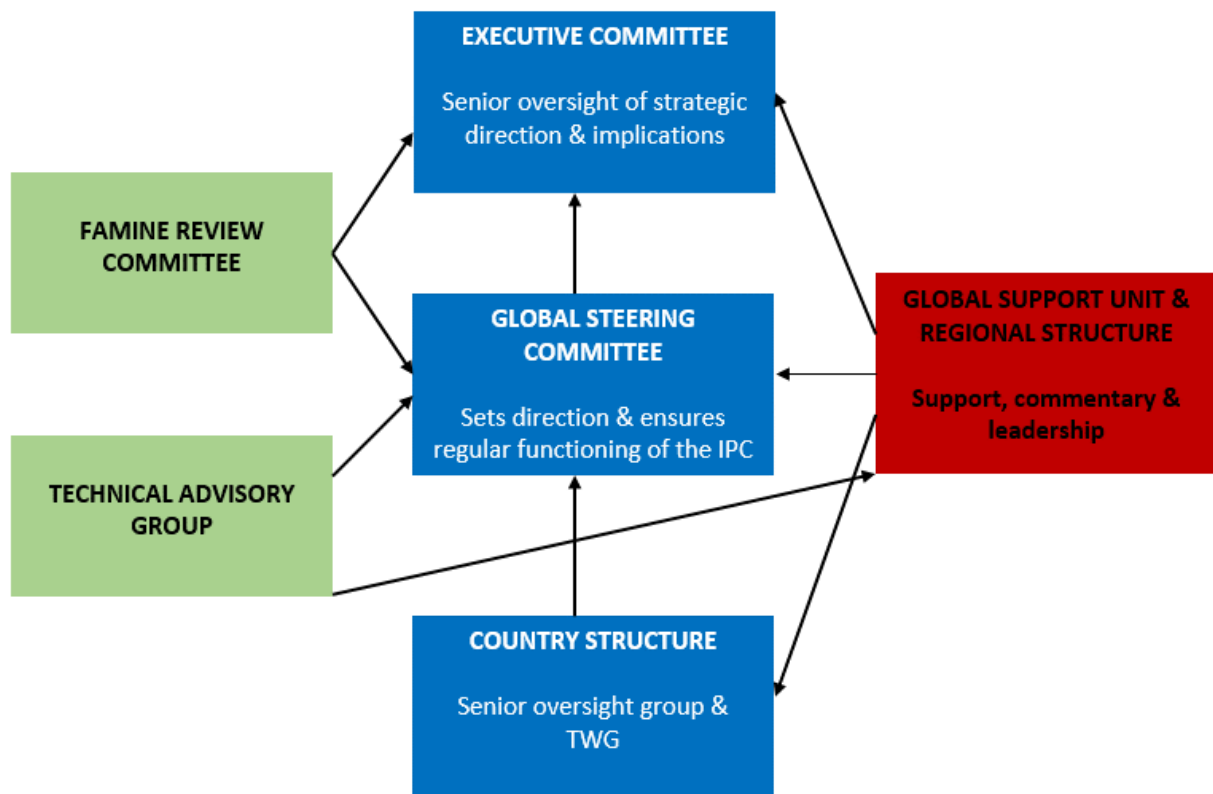 EXECUTIVE COMMITTEE
Senior oversight of strategic
direction & implications
FAMINE REVIEW
COMMITTEE
GLOBAL STEERING
COMMITTEE
Sets direction & ensures
regular functioning of the IPC
GLOBAL SUPPORT UNIT &
REGIONAL STRUCTURE
Support, commentary &
leadership
TECHNICAL ADVISORY
GROUP
COUNTRY STRUCTURE
Senior oversight group &
TWG